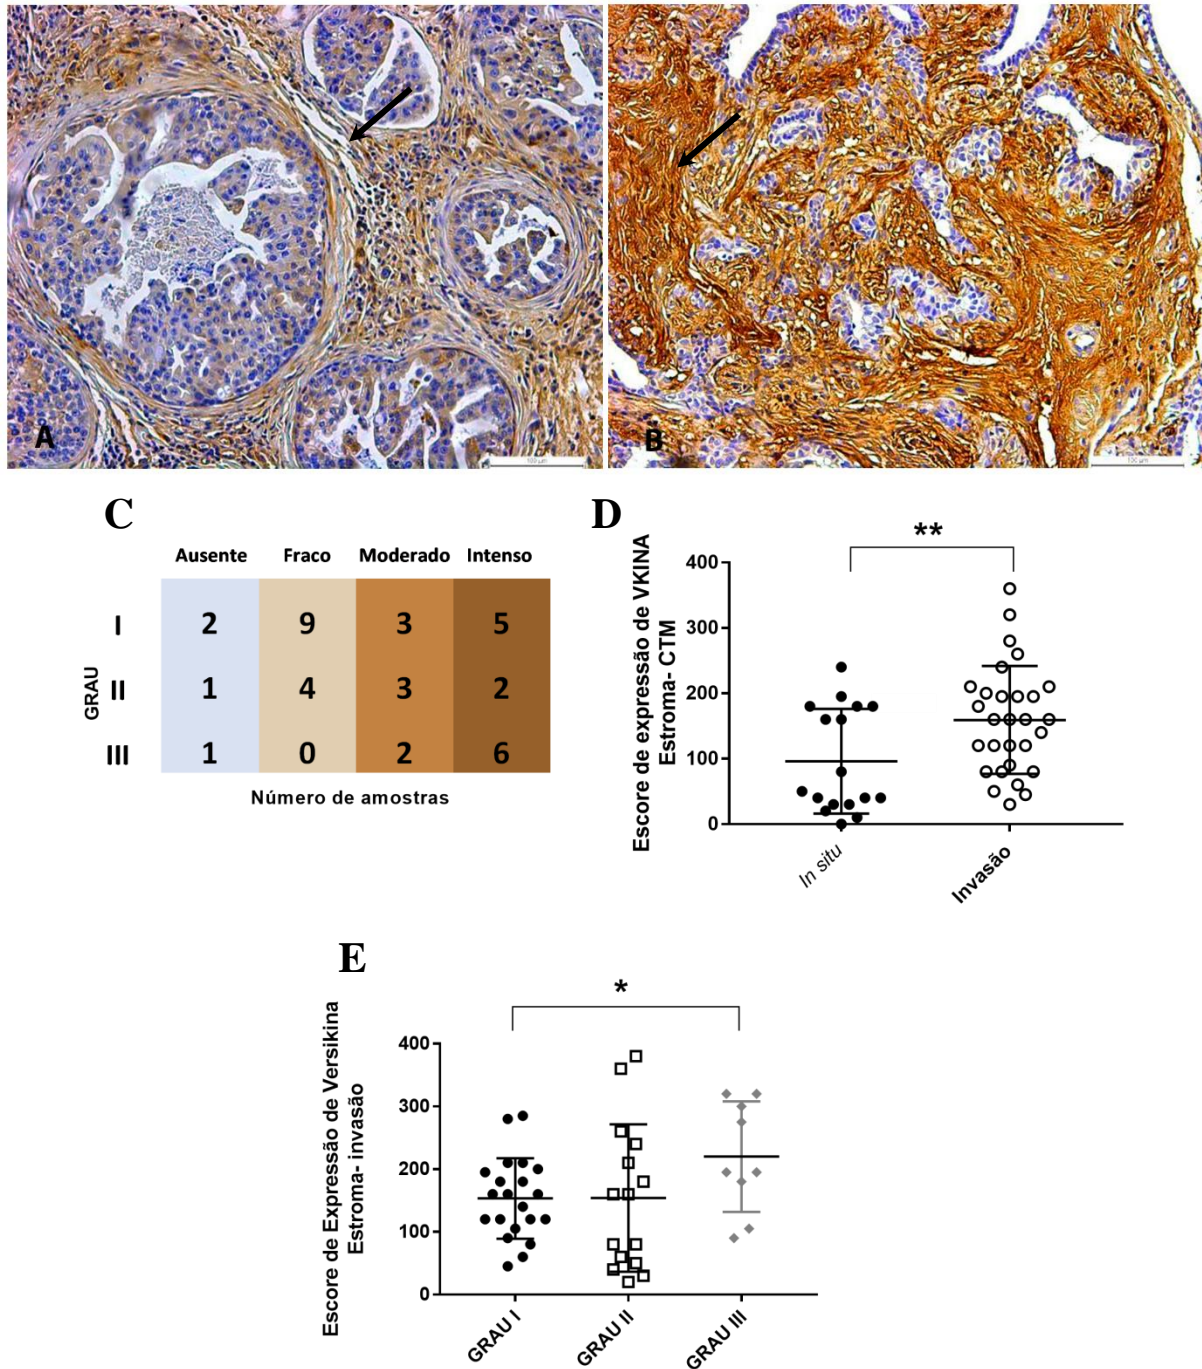 A
B
100 µm
C
Ausente Fraco Moderado Intenso
GRAU
I 2 9 3 5
II 1 4 3 2
III 1 0 2 6
Número de amostras
D
**
Escore de expressão de VKINA
Estroma- CTM
400
300
200
100
0
In situ
Invasão
E
*
Escore de Expressão de Versikina
Estroma- invasão
400
300
200
100
0
GRAU I
GRAU II
GRAU III